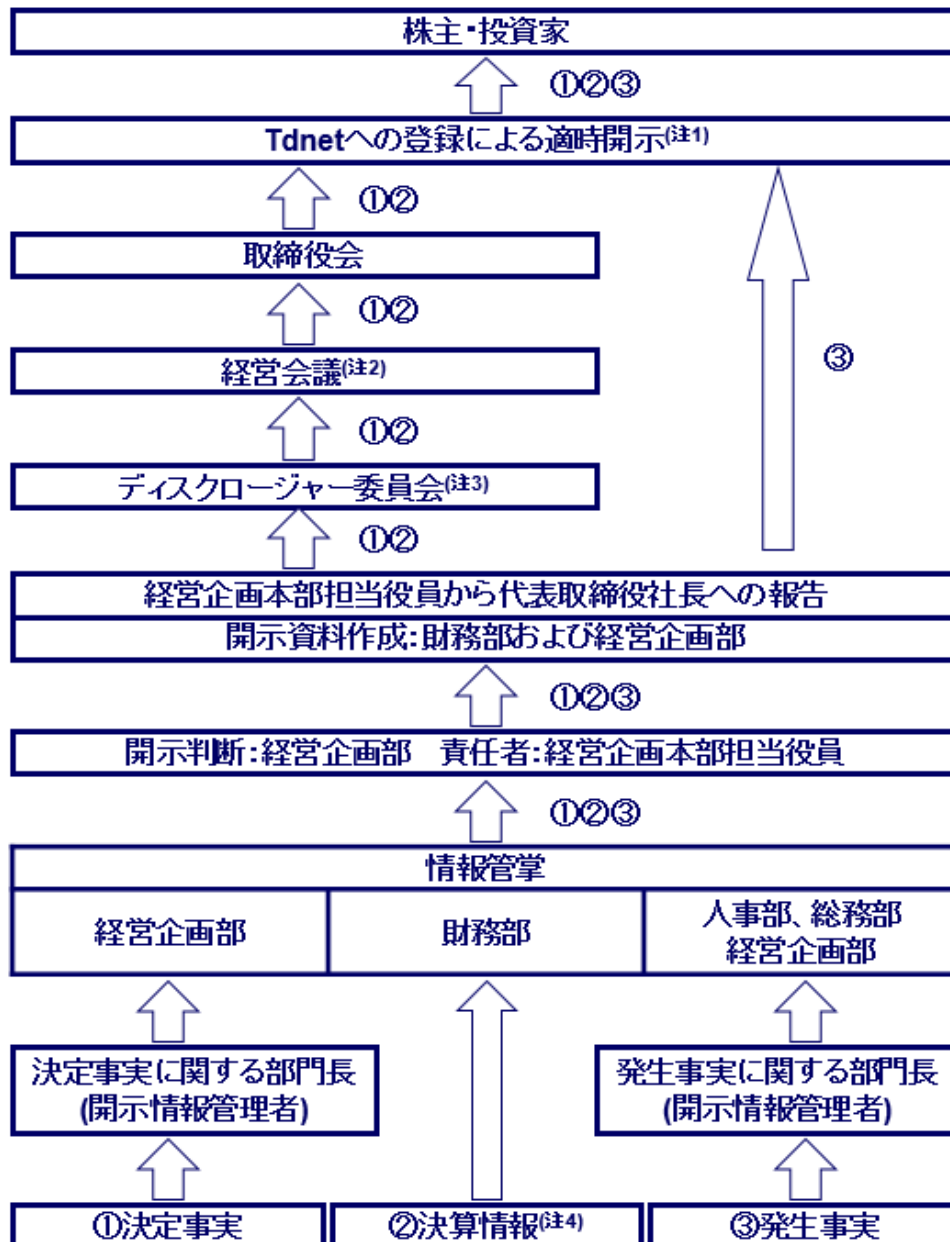 株主・投資家
①②③
Tdnetへの登録による適時開示(注1)
①②
取締役会
①②
③
経営会議(注2)
①②
ディスクロージャー委員会(注3)
①②
経営企画本部担当役員から代表取締役社長への報告
開示資料作成:財務部および経営企画部
①②③
開示判断:経営企画部 責任者:経営企画本部担当役員
①②③
情報管掌
経営企画部
財務部
人事部、総務部
経営企画部
決定事実に関する部門長
(開示情報管理者)
発生事実に関する部門長
(開示情報管理者)
①決定事実
②決算情報(注4)
③発生事実